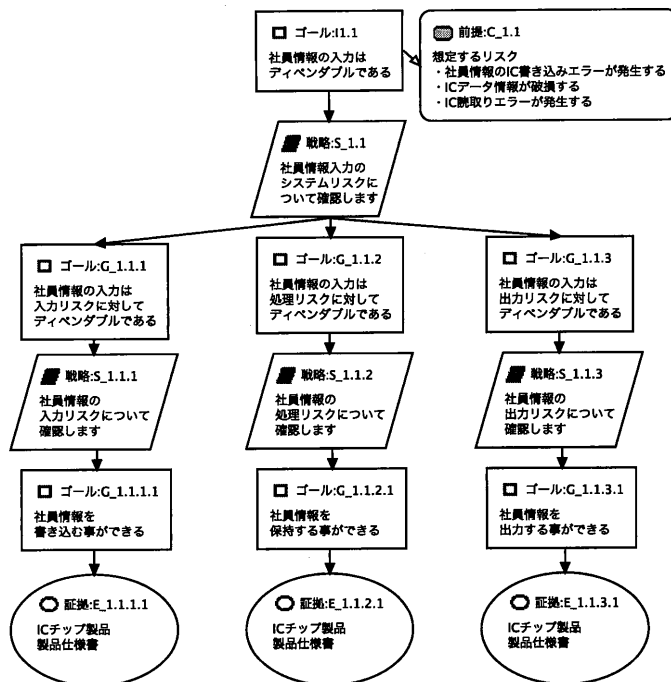 ゴール:I1.1
社員情報の入力は
ディペンダブルである
前提:C_1.1
想定するリスク
・社員情報のIC書き込みエラーが発生する
・ICデータ情報が破損する
・IC読取りエラーが発生する
戦略:S_1.1
社員情報入力の
システムリスクに
ついて確認します
ゴール:G_1.1.1
社員情報の入力は
入力リスクに対して
ディペンダブルである
ゴール:G_1.1.2
社員情報の入力は
処理リスクに対して
ディペンダブルである
ゴール:G_1.1.3
社員情報の入力は
出力リスクに対して
ディペンダブルである
戦略:S_1.1.1
社員情報の
入力リスクについて
確認します
戦略:S_1.1.2
社員情報の
処理リスクについて
確認します
戦略:S_1.1.3
社員情報の
出力リスクについて
確認します
ゴール:G_1.1.1.1
社員情報を
書き込む事ができる
ゴール:G_1.1.2.1
社員情報を
保持する事ができる
ゴール:G_1.1.3.1
社員情報を
出力する事ができる
証拠:E_1.1.1.1
ICチップ製品
製品仕様書
証拠:E_1.1.2.1
ICチップ製品
製品仕様書
証拠:E_1.1.3.1
ICチップ製品
製品仕様書